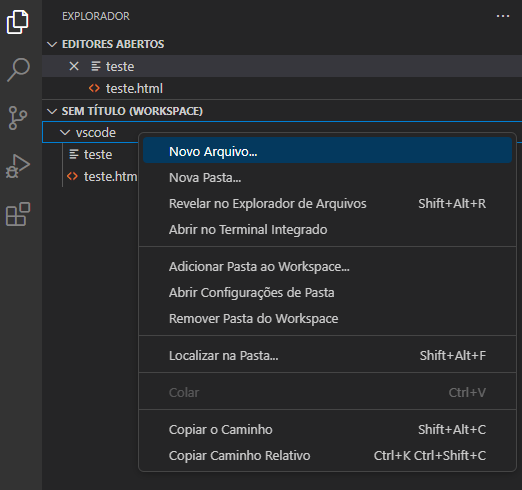 EXPLORADOR
EDITORES ABERTOS
teste
teste.html
SEM TÍTULO (WORKSPACE)
vscode
teste
teste.htm
Novo Arquivo...
Nova Pasta...
Revelar no Explorador de Arquivos Shift+Alt+R
Abrir no Terminal Integrado
Adicionar Pasta ao Workspace...
Abrir Configurações de Pasta
Remover Pasta do Workspace
Localizar na Pasta... Shift+Alt+F
Colar Ctrl+V
Copiar o Caminho Shift+Alt+C
Copiar Caminho Relativo Ctrl+K Ctrl+Shift+C